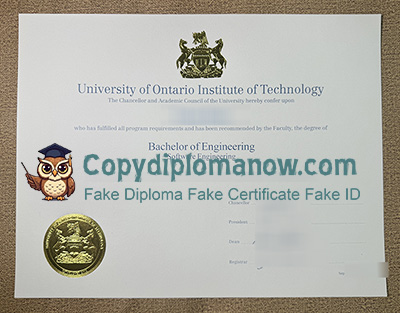 University of Ontario Institute of Technology
The Chancellor and Academic Council of the University hereby confer upon
who has fulfilled all program requirements and has been recommended by the Faculty, the degree of
Bachelor of Engineering
Software Engineering
Copydiplomanow.com
Fake Diploma Fake Certificate Fake ID
Chancellor
President
Dean
Registrar